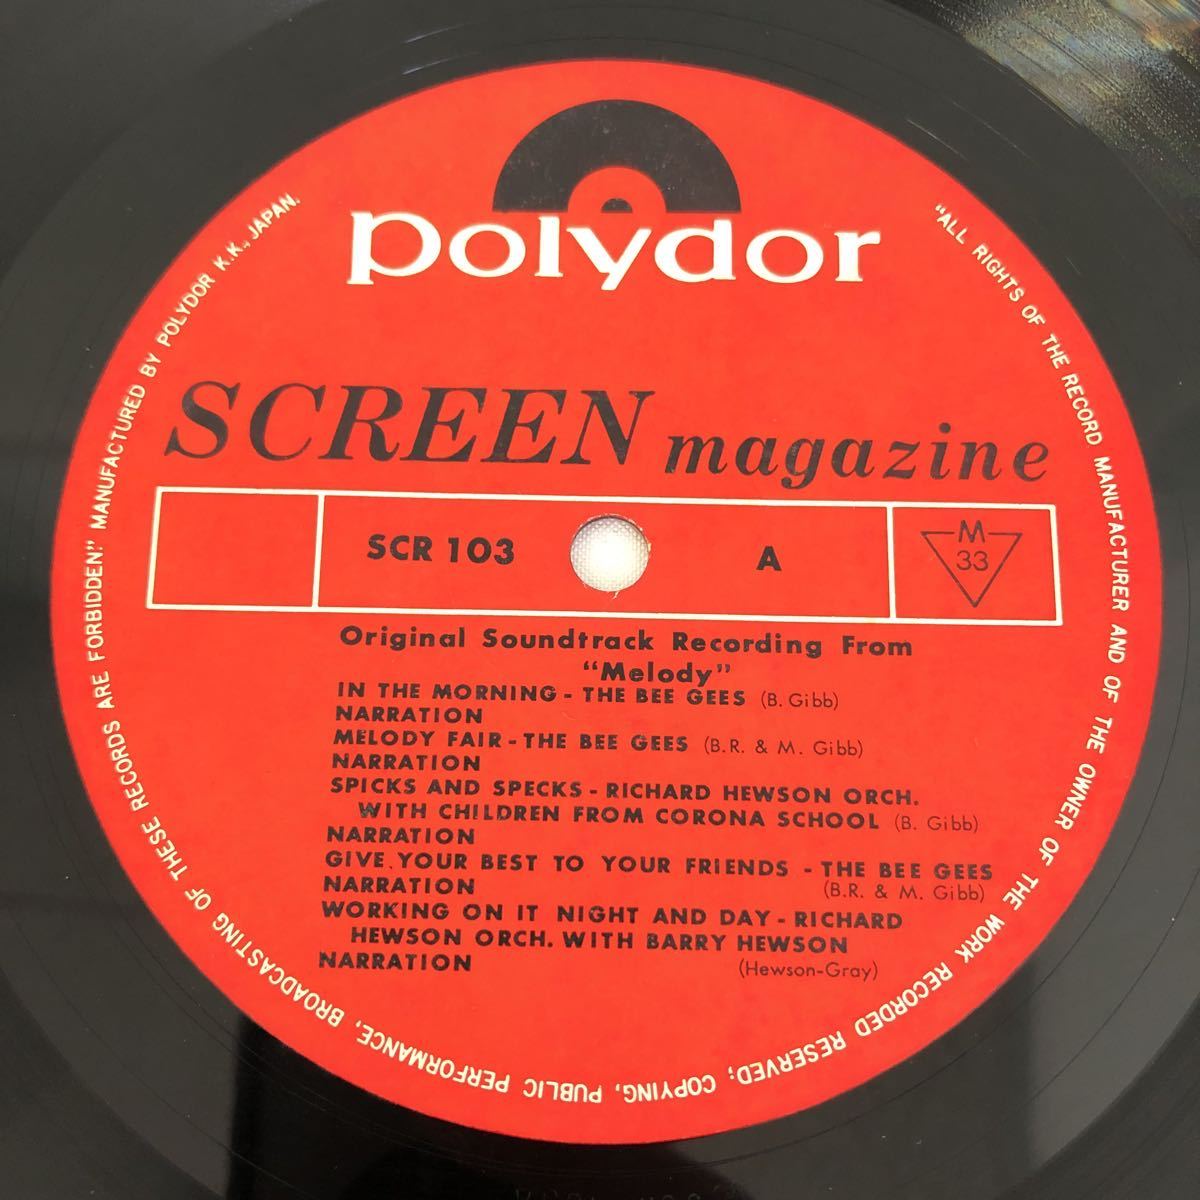 polydor
SCREEN magazine
SCR 103
A
M
33
Original Soundtrack Recording From
"Melody"
IN THE MORNING - THE BEE GEES (B. Gibb)
NARRATION
MELODY FAIR - THE BEE GEES (B.R. & M. Gibb)
NARRATION
SPICKS AND SPECKS - RICHARD HEWSON ORCH.
WITH CHILDREN FROM CORONA SCHOOL (B. Gibb)
NARRATION
GIVE YOUR BEST TO YOUR FRIENDS - THE BEE GEES
NARRATION (B.R. & M. Gibb)
WORKING ON IT NIGHT AND DAY - RICHARD
HEWSON ORCH. WITH BARRY HEWSON
NARRATION (Hewson-Gray)
"ALL RIGHTS OF THE RECORD MANUFACTURER AND OF THE OWNER OF THE WORK RECORDED RESERVED; COPYING, PUBLIC PERFORMANCE, BROADCASTING OF THESE RECORDS ARE FORBIDDEN." MANUFACTURED BY POLYDOR K.K., JAPAN.